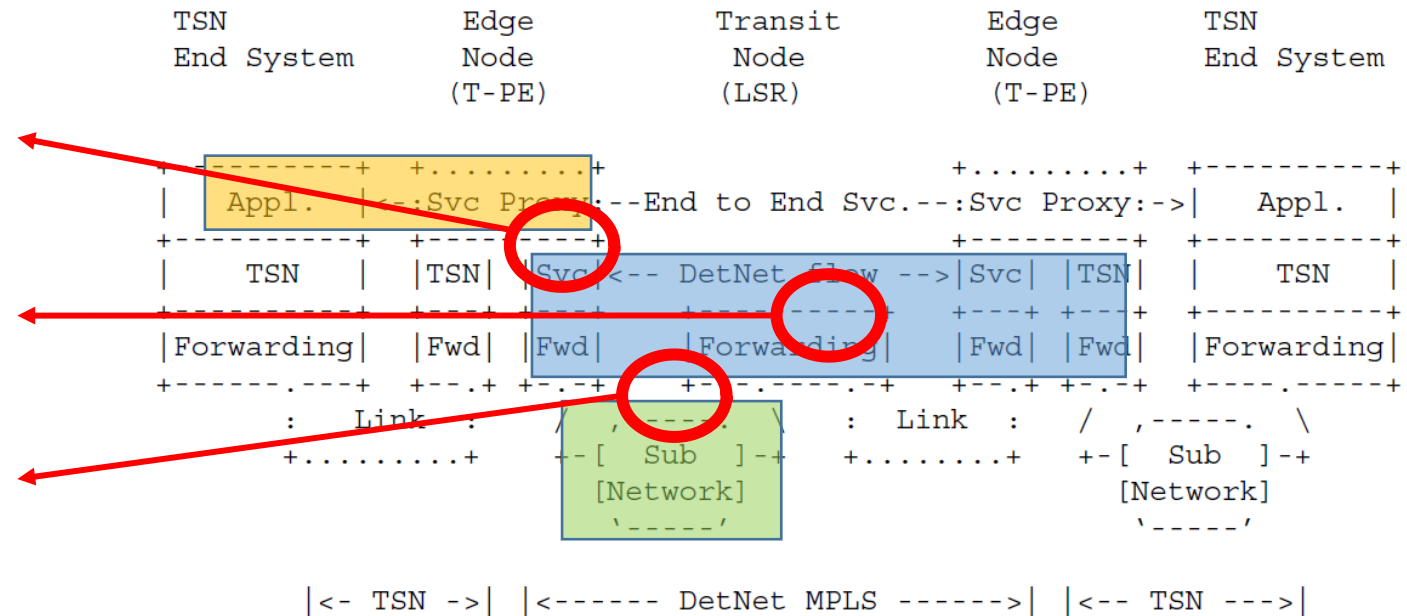 TSN Edge Transit Edge TSN
End System Node Node Node End System
(T-PE) (LSR) (T-PE)
+----------+ +.........+ +.........+ +----------+
| Appl. |<-:Svc Proxy:--End to End Svc.--:Svc Proxy:->| Appl. |
+----------+ +---------+ +---------+ +----------+
| TSN | |TSN| |Svc|<-- DetNet flow -->|Svc| |TSN| | TSN |
+----------+ +---+ +---+ +----------+ +---+ +---+ +----------+
|Forwarding| |Fwd| |Fwd| |Forwarding| |Fwd| |Fwd| |Forwarding|
+------.---+ +--.+ +-.-+ +---.----.-+ +--.+ +-.-+ +----.-----+
: Link : / ,-----. \ : Link : / ,-----. \
+.........+ +-[ Sub ]-+ +........+ +-[ Sub ]-+
[Network] [Network]
‘-----’ ‘-----’
|<- TSN ->| |<------ DetNet MPLS ------>| |<-- TSN --->|